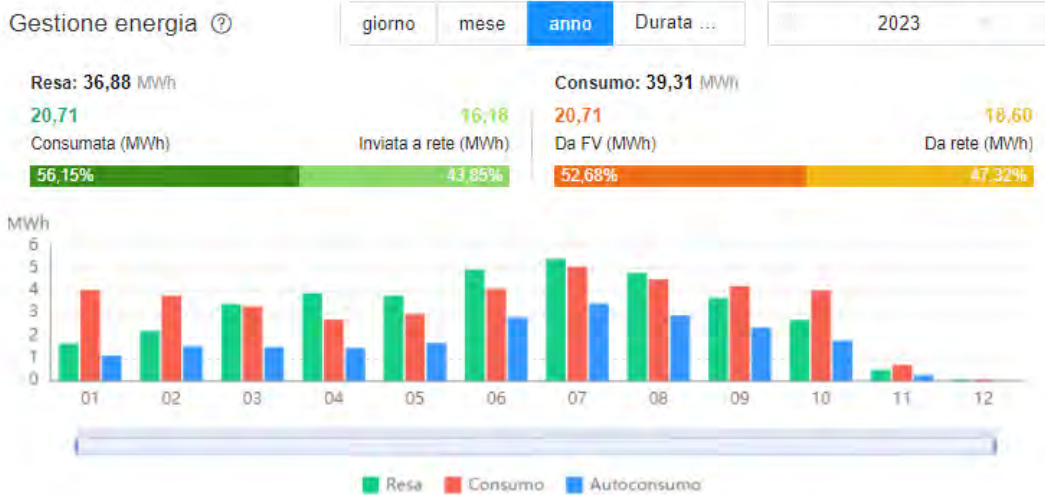 Gestione energia ?
giorno mese anno Durata ... 2023
Resa: 36,88 MWh Consumo: 39,31 MWh
20,71 16,18 20,71 18,60
Consumata (MWh) Inviata a rete (MWh) Da FV (MWh) Da rete (MWh)
56,15% 43,85% 52,68% 47,32%
MWh
6
5
4
3
2
1
0
01 02 03 04 05 06 07 08 09 10 11 12
Resa Consumo Autoconsumo